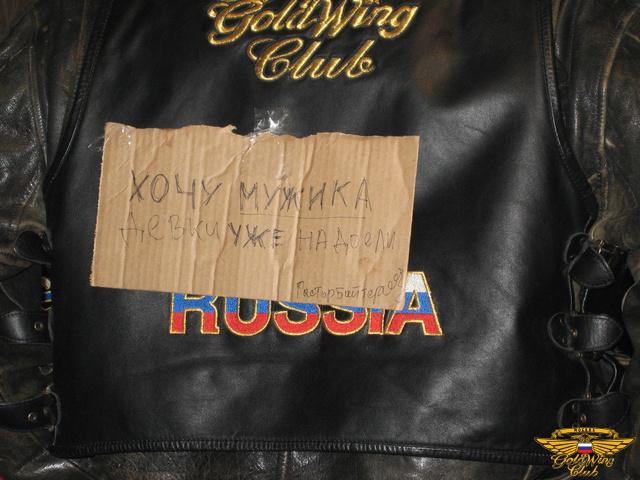 GoldWing
Club
ХОЧУ МУЖИКА
ДЕВКИ УЖЕ НАДОЕЛИ
RUSSIA
GoldWing
Club